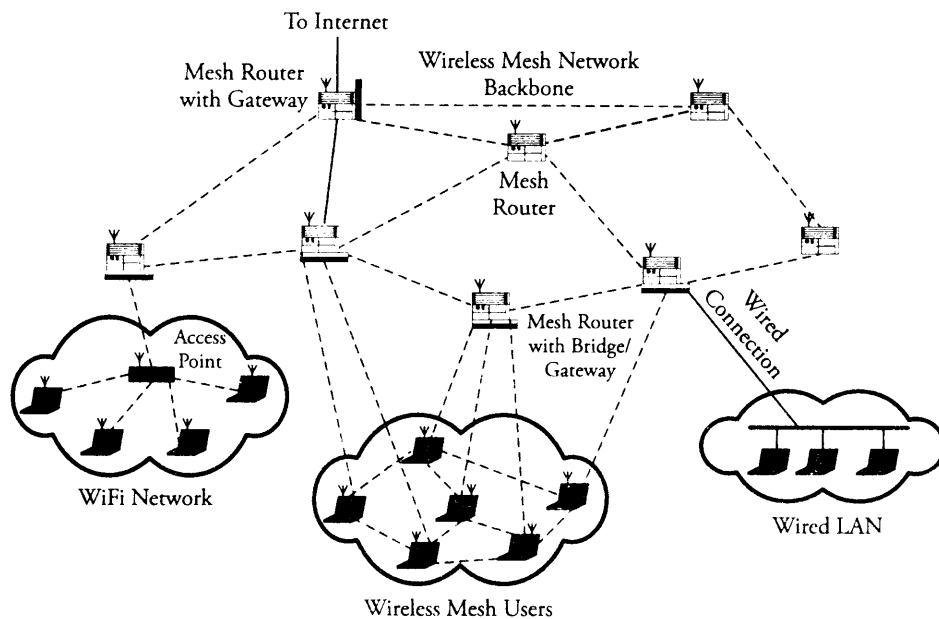 To Internet
Mesh Router
with Gateway
Wireless Mesh Network
Backbone
Mesh
Router
Access
Point
Mesh Router
with Bridge/
Gateway
Wired
Connection
WiFi Network
Wired LAN
Wireless Mesh Users